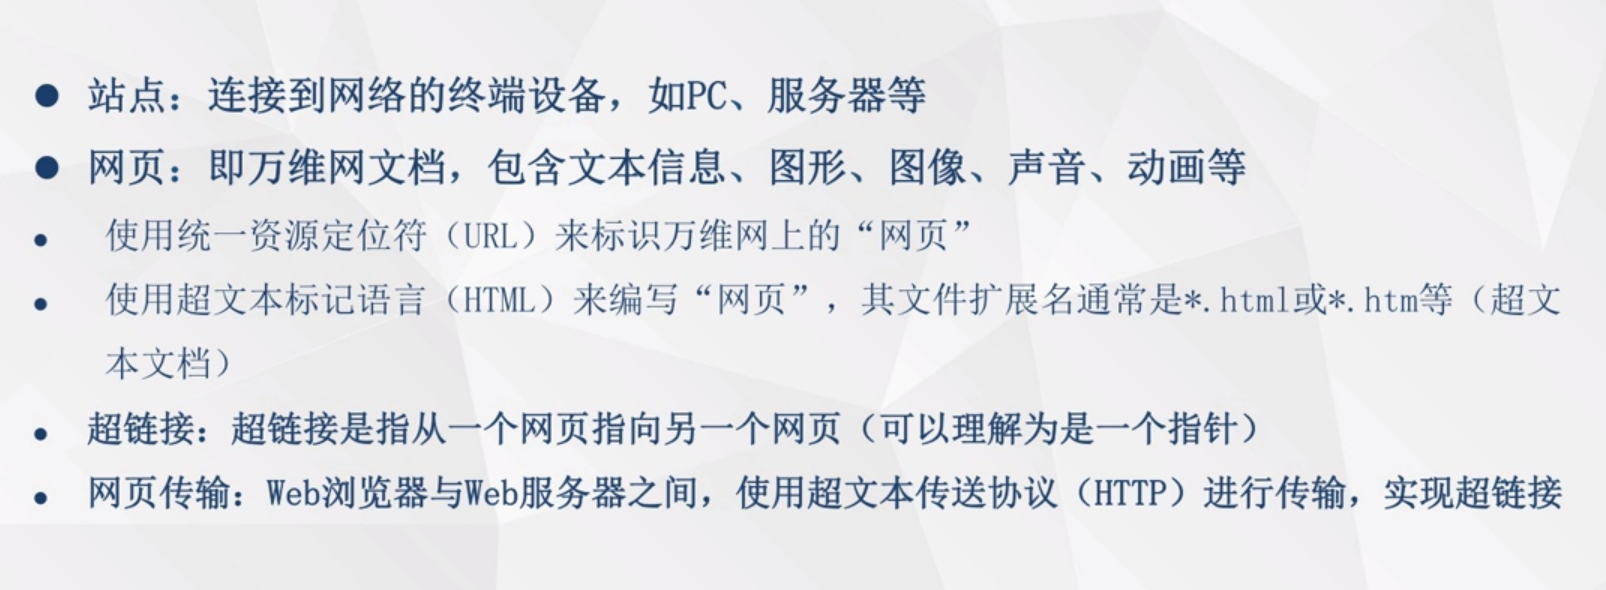 ● 站点：连接到网络的终端设备，如PC、服务器等
● 网页：即万维网文档，包含文本信息、图形、图像、声音、动画等
• 使用统一资源定位符（URL）来标识万维网上的“网页”
• 使用超文本标记语言（HTML）来编写“网页”，其文件扩展名通常是*.html或*.htm等（超文
本文档）
• 超链接：超链接是指从一个网页指向另一个网页（可以理解为是一个指针）
• 网页传输：Web浏览器与Web服务器之间，使用超文本传送协议（HTTP）进行传输，实现超链接